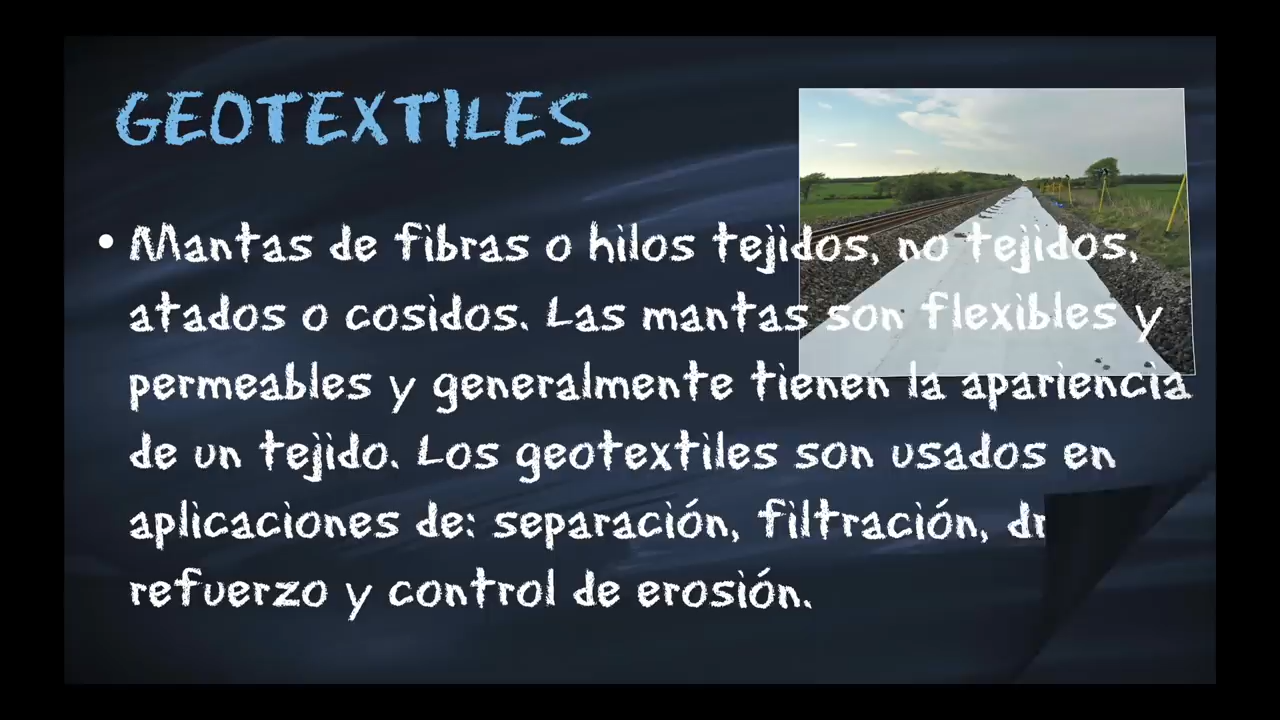 GEOTEXTILES
• Mantas de fibras o hilos tejidos, no tejidos,
atados o cosidos. Las mantas son flexibles y
permeables y generalmente tienen la apariencia
de un tejido. Los geotextiles son usados en
aplicaciones de: separación, filtración,
refuerzo y control de erosión.